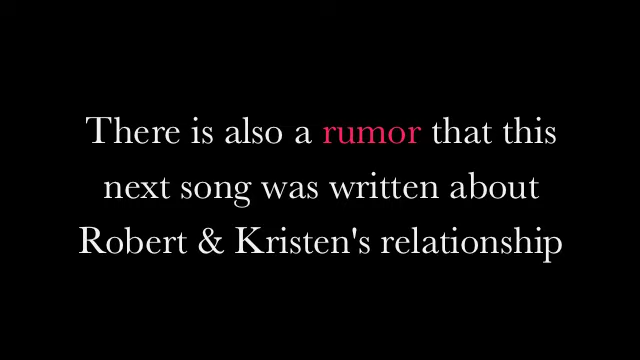 There is also a rumor that this
next song was written about
Robert & Kristen's relationship